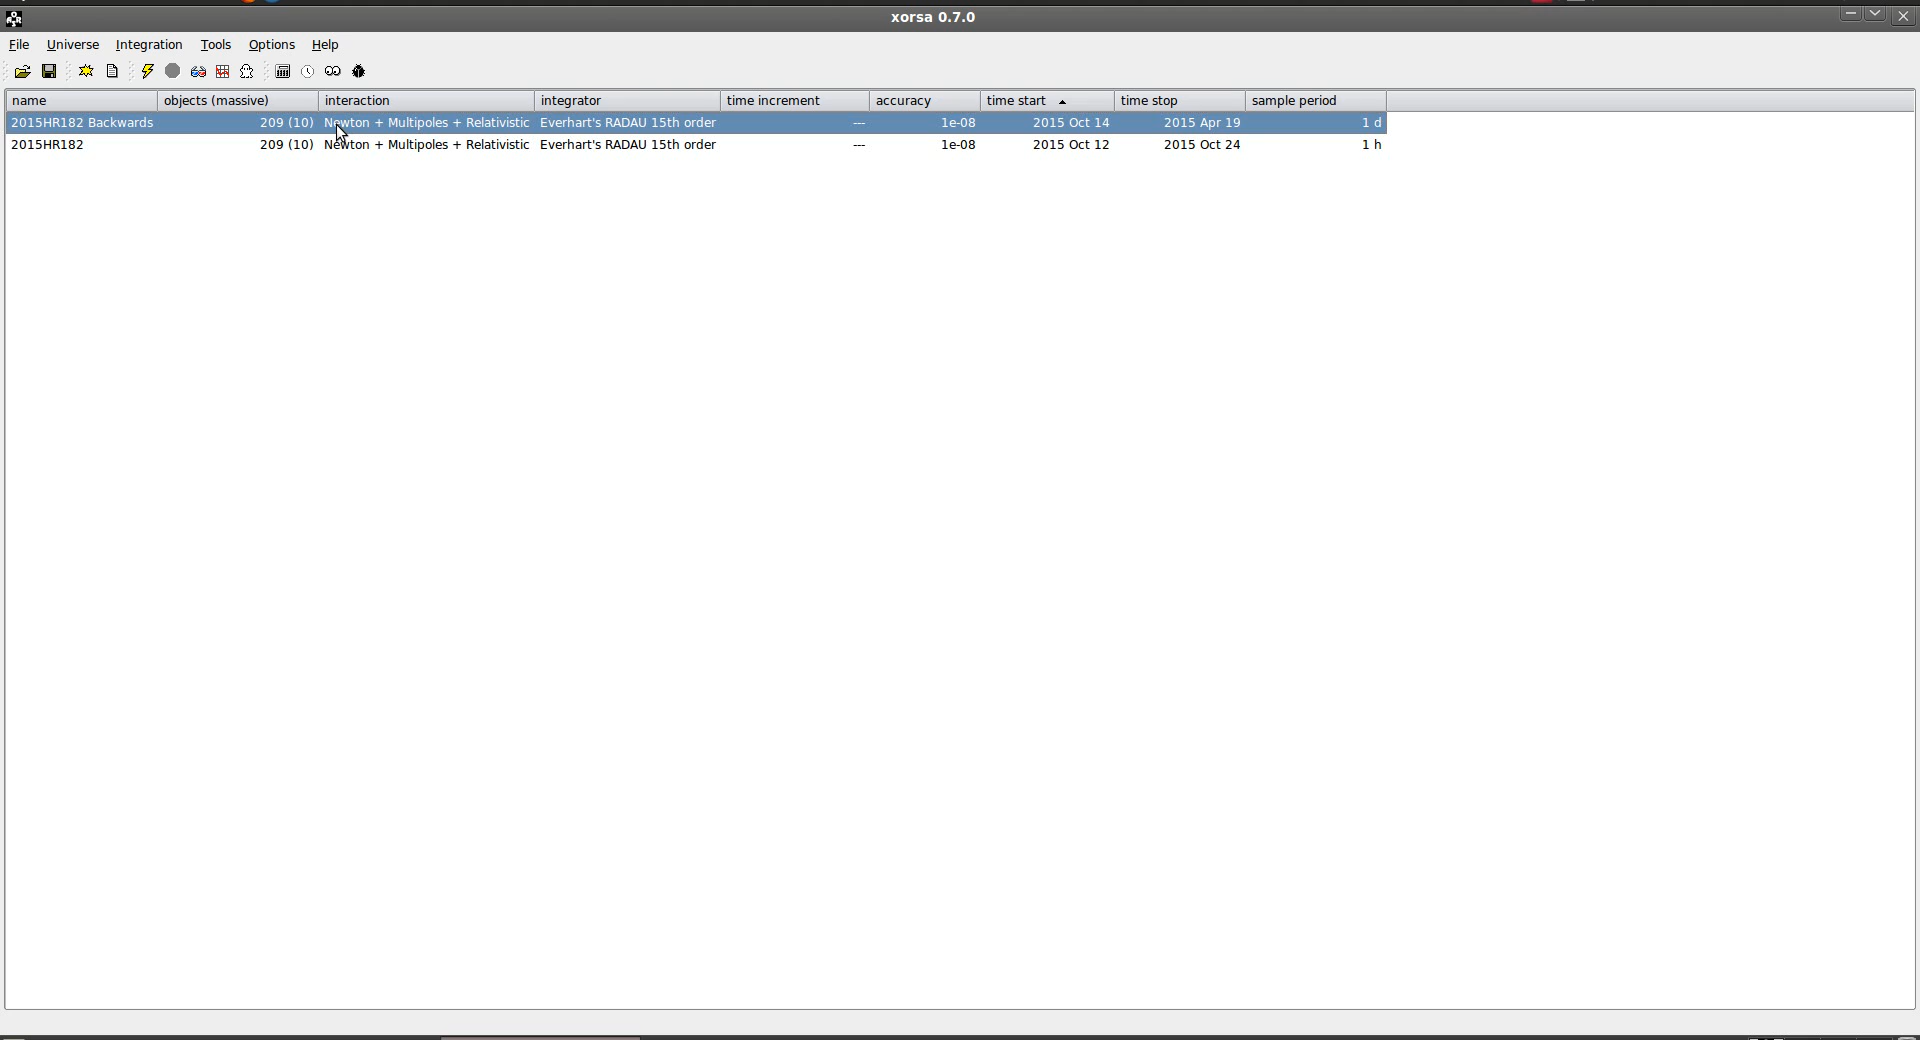 xorsa 0.7.0
File Universe Integration Tools Options Help
name objects (massive) interaction integrator time increment accuracy time start time stop sample period
2015HR182 Backwards 209 (10) Newton + Multipoles + Relativistic Everhart's RADAU 15th order --- 1e-08 2015 Oct 14 2015 Apr 19 1 d
2015HR182 209 (10) Newton + Multipoles + Relativistic Everhart's RADAU 15th order --- 1e-08 2015 Oct 12 2015 Oct 24 1 h